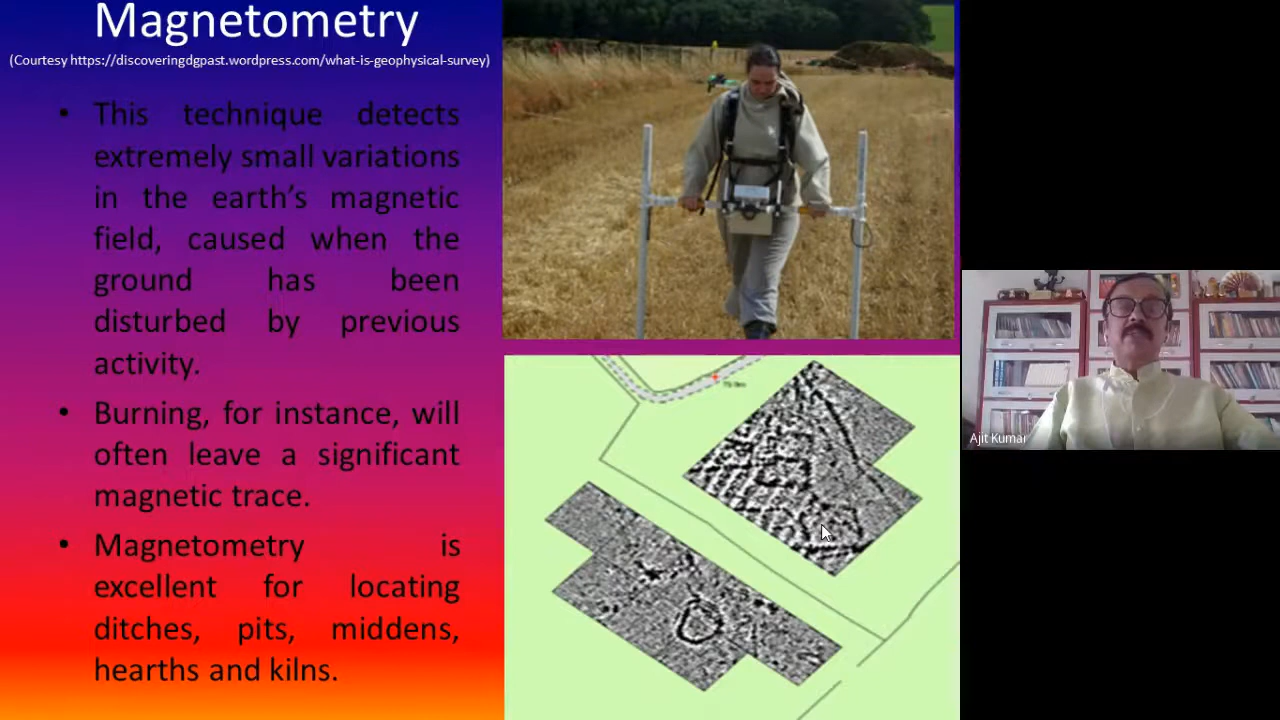 Magnetometry
(Courtesy https://discoveringdgpast.wordpress.com/what-is-geophysical-survey)
• This technique detects
extremely small variations
in the earth's magnetic
field, caused when the
ground has been
disturbed by previous
activity.
• Burning, for instance, will
often leave a significant
magnetic trace.
• Magnetometry is
excellent for locating
ditches, pits, middens,
hearths and kilns.
Ajit Kumar